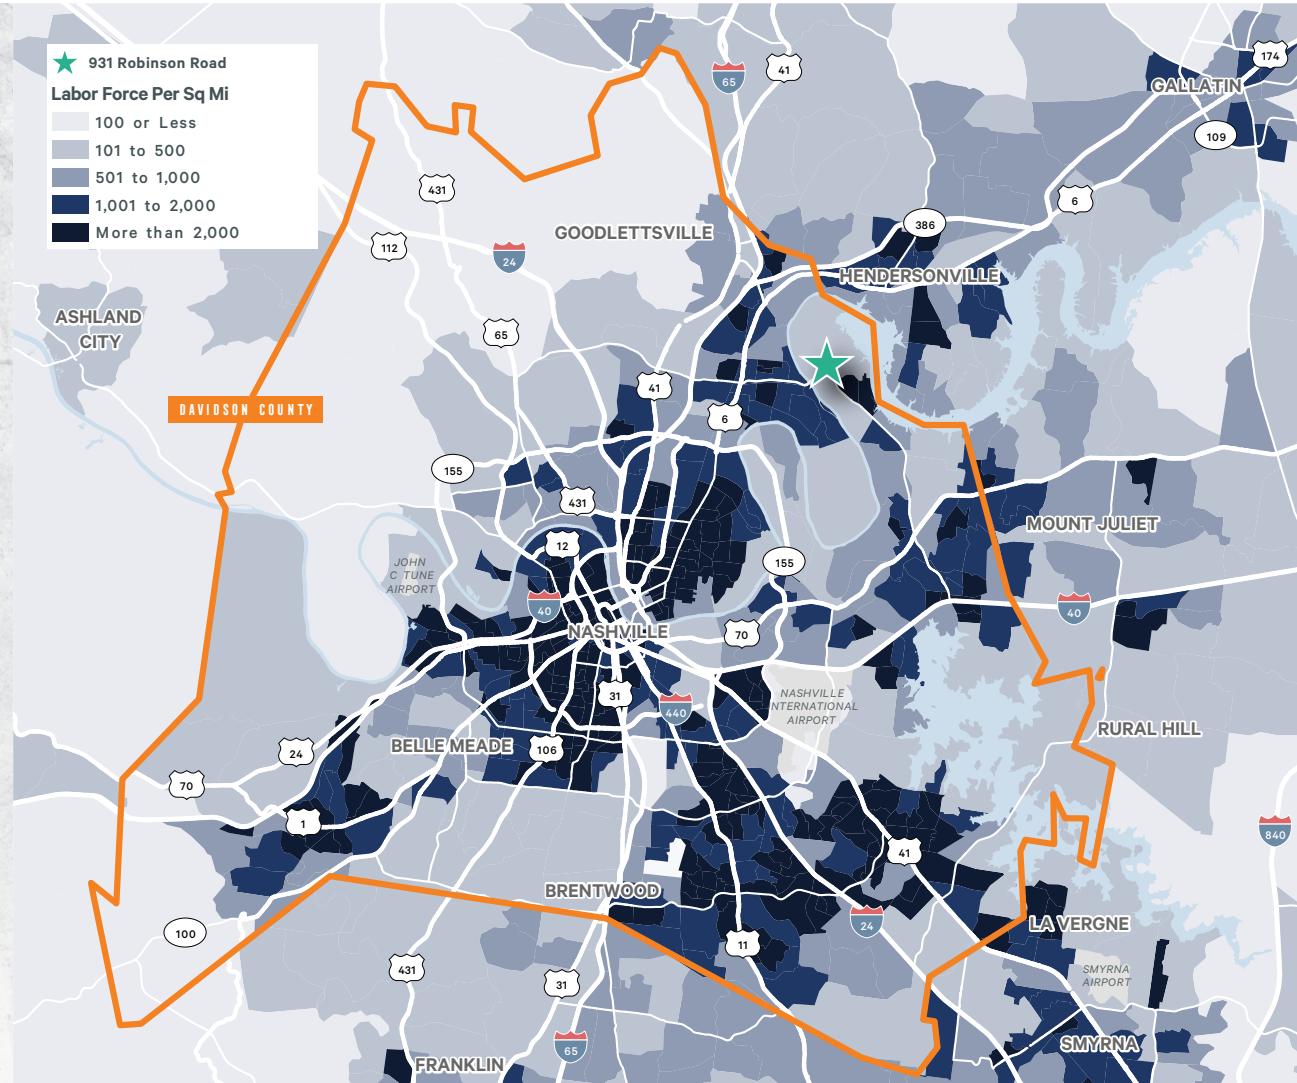 931 Robinson Road
Labor Force Per Sq Mi
100 or Less
101 to 500
501 to 1,000
1,001 to 2,000
More than 2,000
65
41
174
GALLATIN
109
431
6
112
24
GOODLETTSVILLE
386
HENDERSONVILLE
ASHLAND
CITY
65
41
6
DAVIDSON COUNTY
155
431
MOUNT JULIET
12
155
JOHN
C TUNE
AIRPORT
40
40
NASHVILLE
70
31
440
NASHVILLE
INTERNATIONAL
AIRPORT
RURAL HILL
24
BELLE MEADE
106
70
1
840
41
BRENTWOOD
24
LA VERGNE
100
11
431
31
SMYRNA
AIRPORT
65
SMYRNA
FRANKLIN